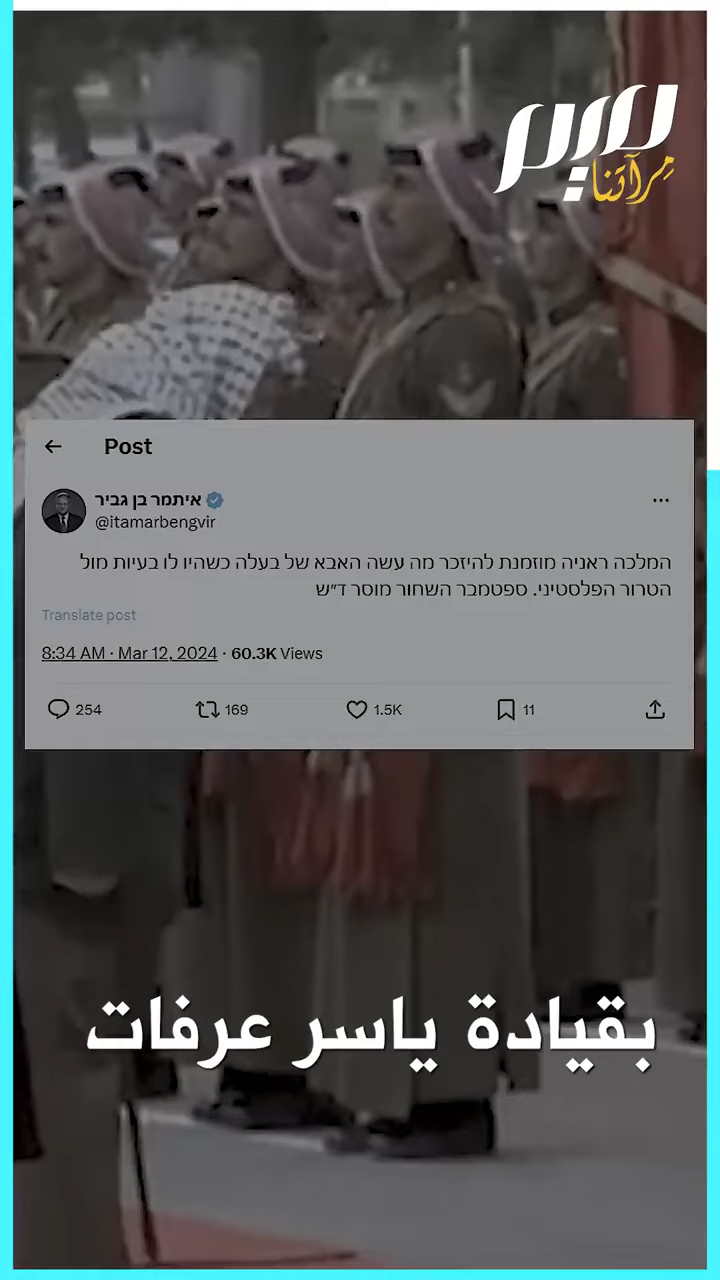 سين
مِرآتنا
Post
איתמר בן גביר
@itamarbengvir
המלכה ראניה מוזמנת להיזכר מה עשה האבא של בעלה כשהיו לו בעיות מול
הטרור הפלסטיני. ספטמבר השחור מוסר ד״ש
Translate post
8:34 AM · Mar 12, 2024 · 60.3K Views
254 169 1.5K 11
بقيادة ياسر عرفات